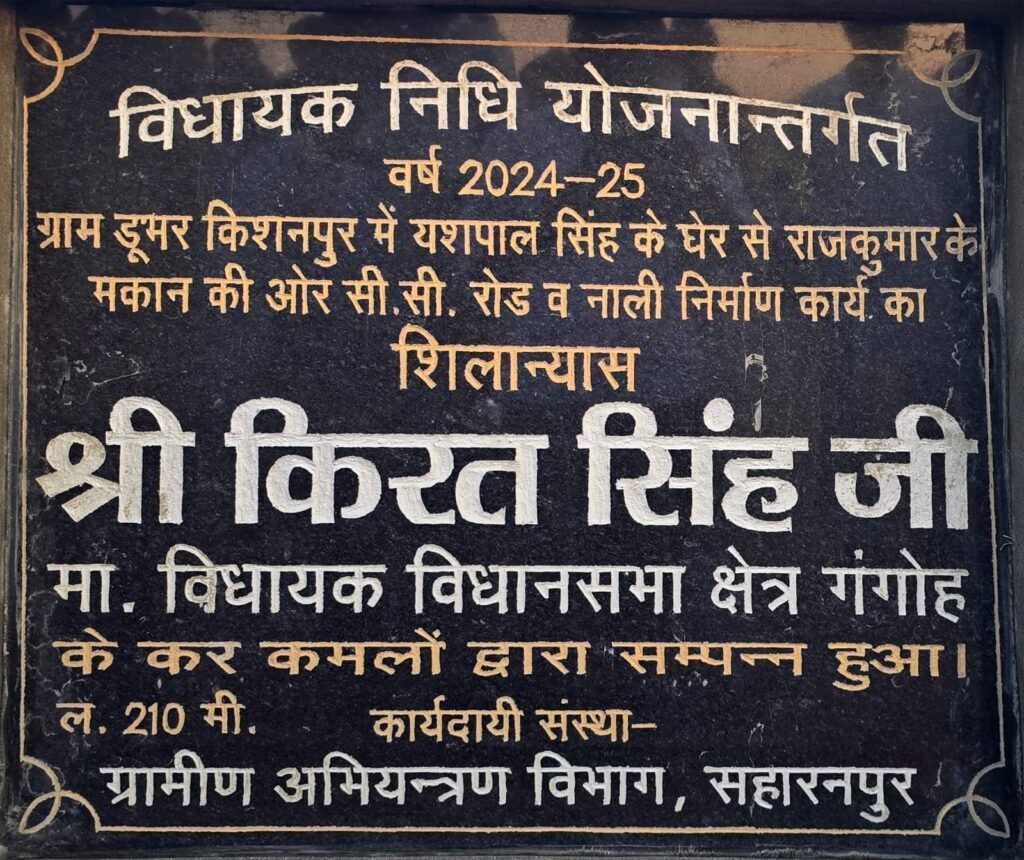 विधायक निधि योजनान्तर्गत
वर्ष 2024-25
ग्राम डूभर किशनपुर में यशपाल सिंह के घेर से राजकुमार के
मकान की ओर सी.सी. रोड व नाली निर्माण कार्य का
शिलान्यास
श्री किरत सिंह जी
मा. विधायक विधानसभा क्षेत्र गंगोह
के कर कमलों द्वारा सम्पन्न हुआ।
ल. 210 मी. कार्यदायी संस्था-
ग्रामीण अभियन्त्रण विभाग, सहारनपुर